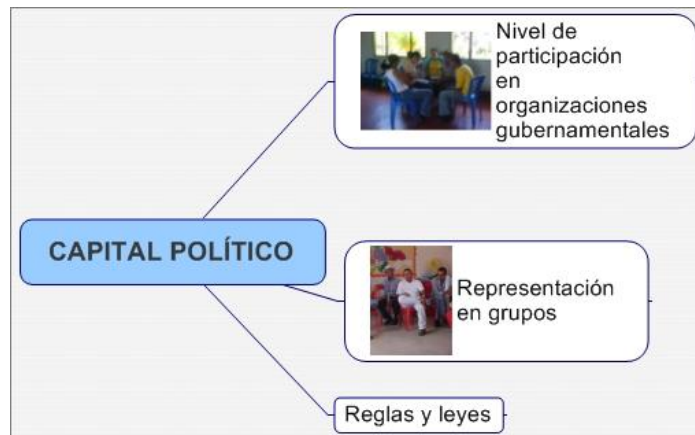 Nivel de
participación
en
organizaciones
gubernamentales
CAPITAL POLÍTICO
Representación
en grupos
Reglas y leyes